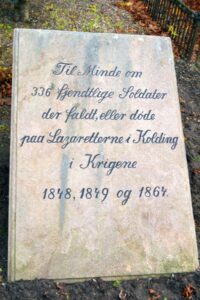 Til Minde om
336 fjendtlige Soldater
der faldt, eller døde
paa Lazaretterne i Kolding
i Krigene
1848, 1849 og 1864.